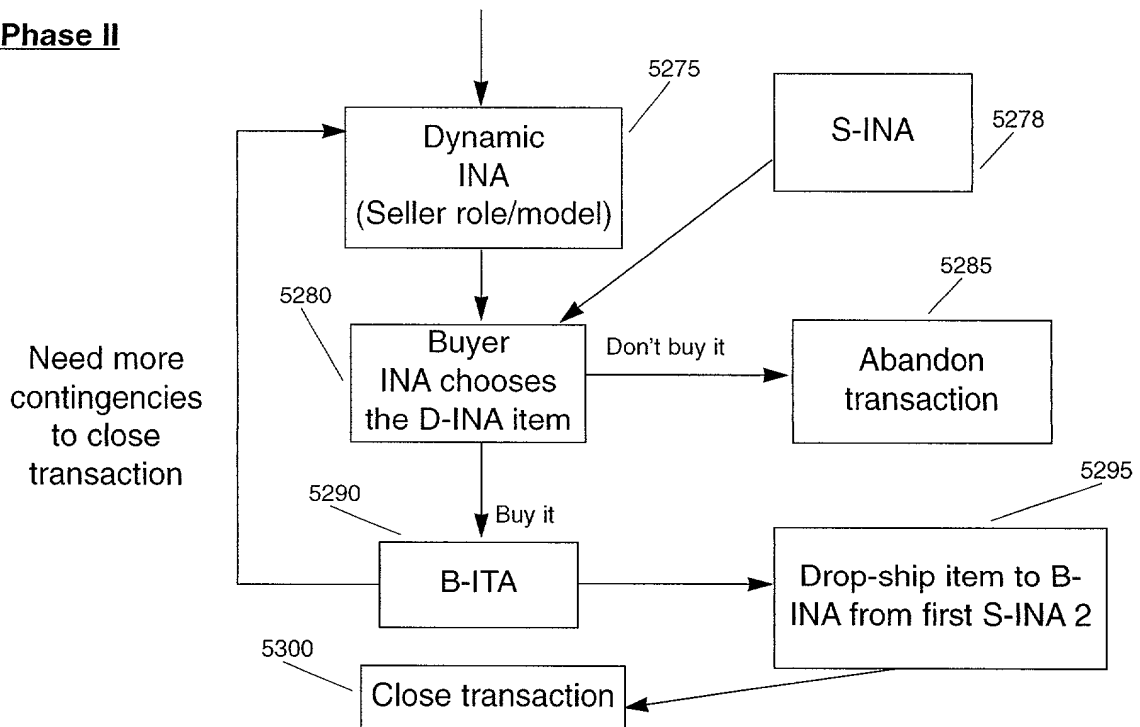 Phase II
5275
Dynamic
INA
(Seller role/model)
S-INA
5278
5280
Buyer
INA chooses
the D-INA item
Don't buy it
5285
Abandon
transaction
Need more
contingencies
to close
transaction
5290
Buy it
B-ITA
5295
Drop-ship item to B-
INA from first S-INA 2
5300
Close transaction